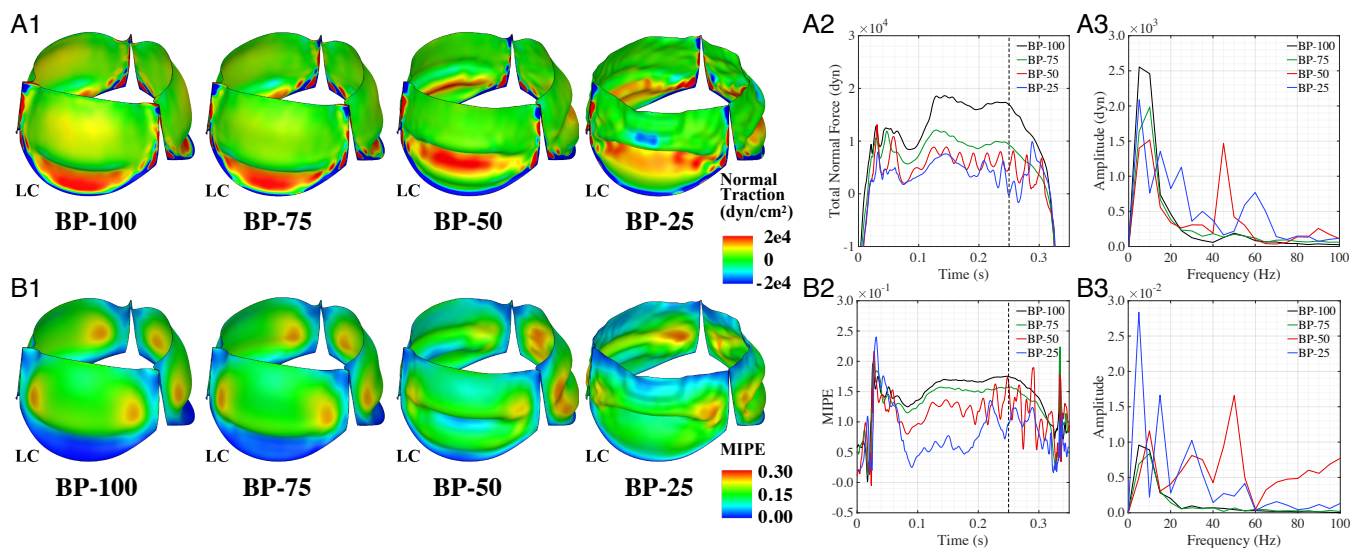 A1
LC
BP-100
BP-75
BP-50
BP-25
Normal
Traction
(dyn/cm²)
2e4
0
-2e4
A2
×10⁴
Total Normal Force (dyn)
3
2.5
2
1.5
1
0.5
0
-1
0
0.1
0.2
0.3
Time (s)
BP-100
BP-75
BP-50
BP-25
A3
×10³
Amplitude (dyn)
3.0
2.5
2.0
1.5
1.0
0.5
0.0
0
20
40
60
80
100
Frequency (Hz)
BP-100
BP-75
BP-50
BP-25
B1
LC
LC
LC
LC
BP-100
BP-75
BP-50
BP-25
MIPE
0.30
0.15
0.00
B2
×10⁻¹
MIPE
3.0
2.5
2.0
1.5
1.0
0.5
-0.0
-0.5
0
0.1
0.2
0.3
Time (s)
BP-100
BP-75
BP-50
BP-25
B3
×10⁻²
Amplitude
3.0
2.5
2.0
1.5
1.0
0.5
0.0
0
20
40
60
80
100
Frequency (Hz)
BP-100
BP-75
BP-50
BP-25